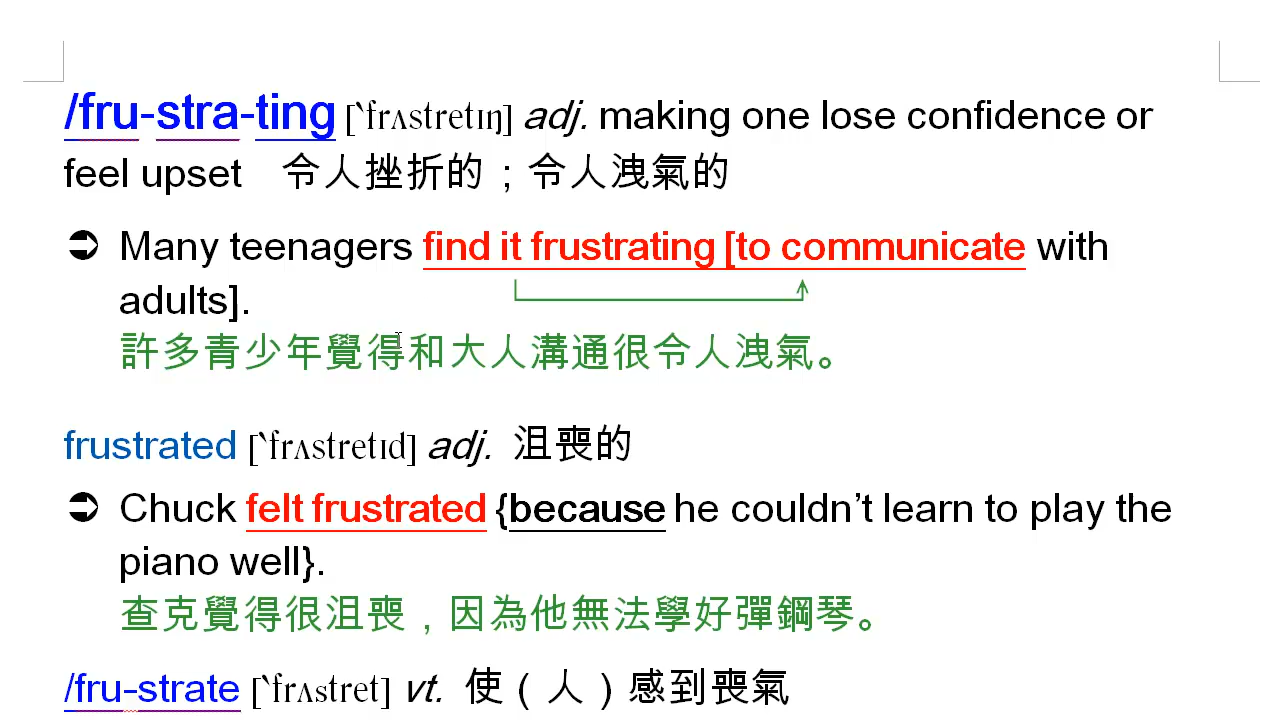 /fru-stra-ting [ˋfrʌstretɪŋ] adj. making one lose confidence or
feel upset 令人挫折的；令人洩氣的
➲ Many teenagers find it frustrating [to communicate with
adults].
許多青少年覺得和大人溝通很令人洩氣。
frustrated [ˋfrʌstretɪd] adj. 沮喪的
➲ Chuck felt frustrated {because he couldn’t learn to play the
piano well}.
查克覺得很沮喪，因為他無法學好彈鋼琴。
/fru-strate [ˋfrʌstret] vt. 使（人）感到喪氣